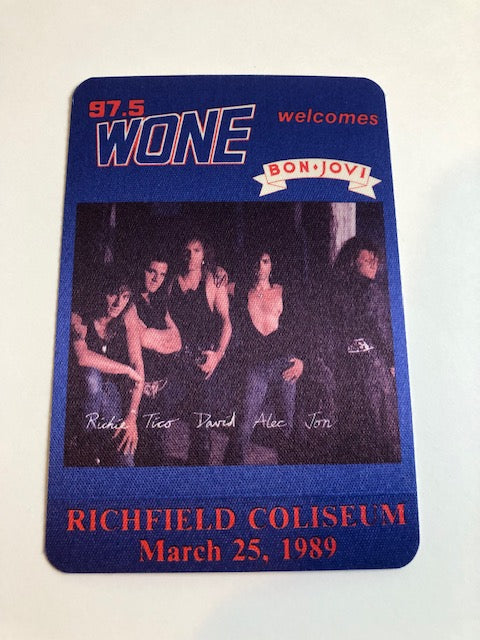 97.5
WONE
welcomes
BON♦JOVI
Richie Tico David Alec Jon
RICHFIELD COLISEUM
March 25, 1989